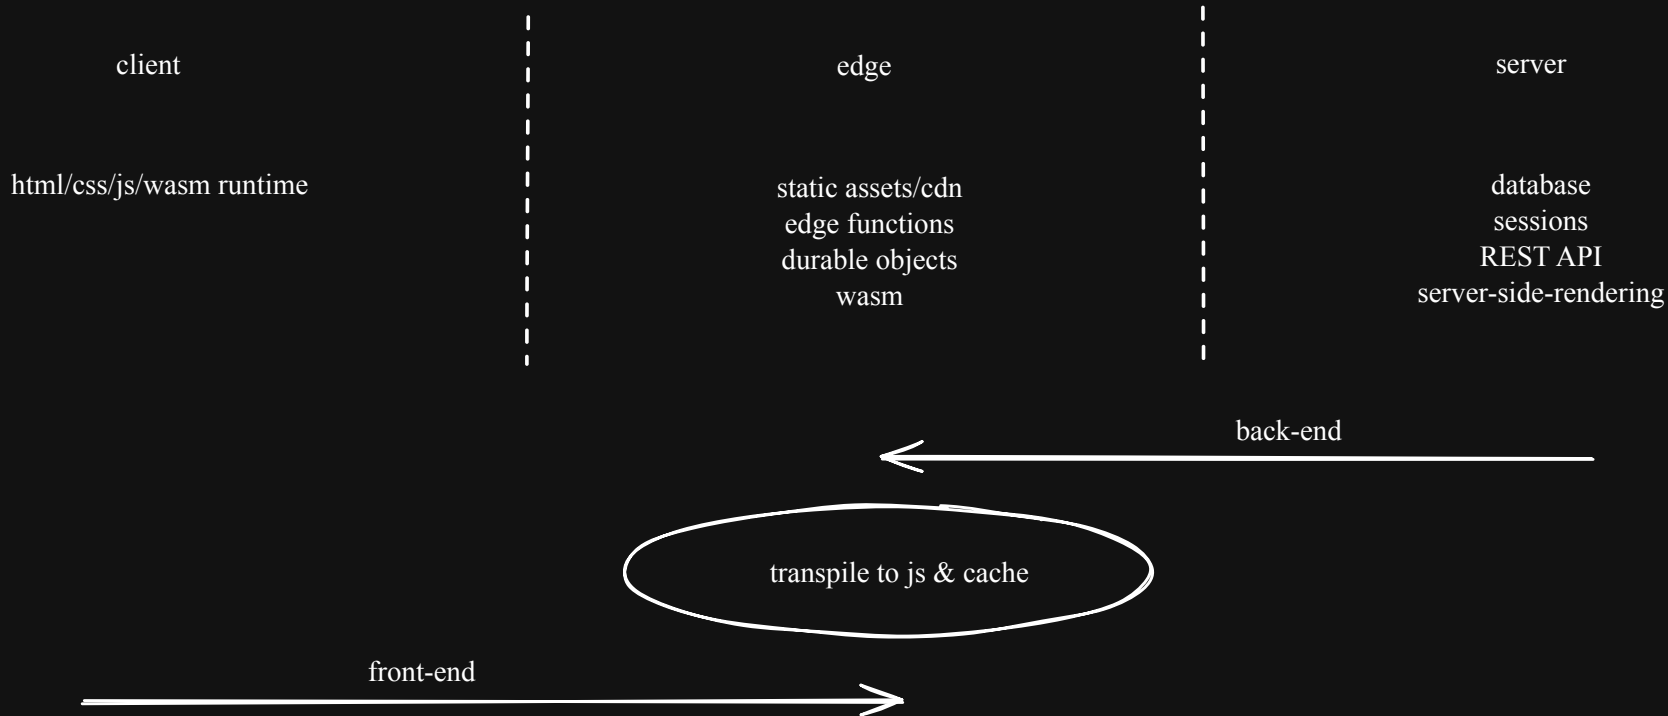 client
edge
server
html/css/js/wasm runtime
static assets/cdn
edge functions
durable objects
wasm
database
sessions
REST API
server-side-rendering
back-end
transpile to js & cache
front-end